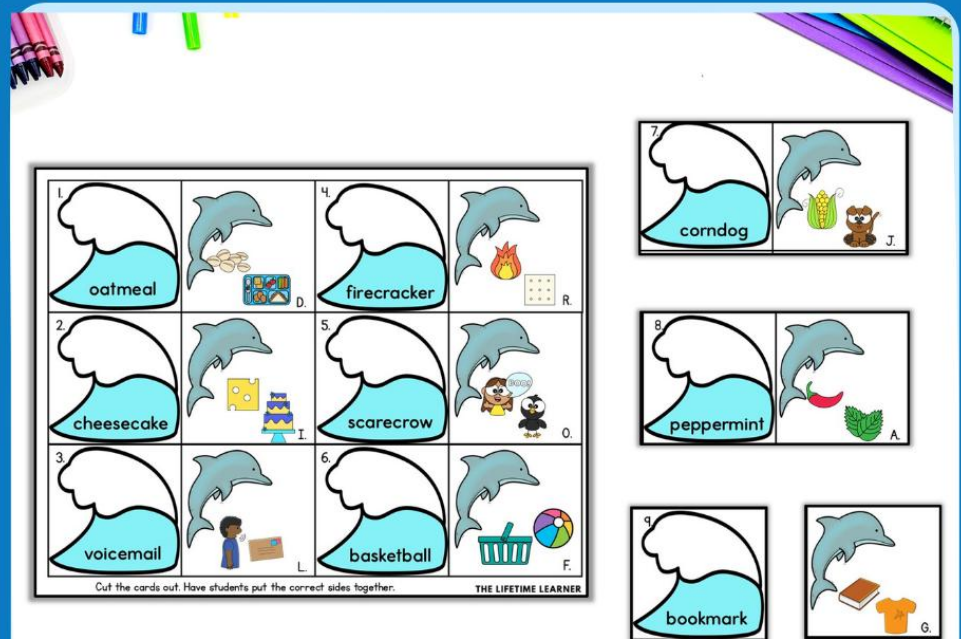 1.
oatmeal
D.
4.
firecracker
R.
2.
cheesecake
I.
5.
scarecrow
BOO!
O.
3.
voicemail
L.
6.
basketball
F.
Cut the cards out. Have students put the correct sides together.
THE LIFETIME LEARNER
7.
corndog
J.
8.
peppermint
A.
9.
bookmark
G.